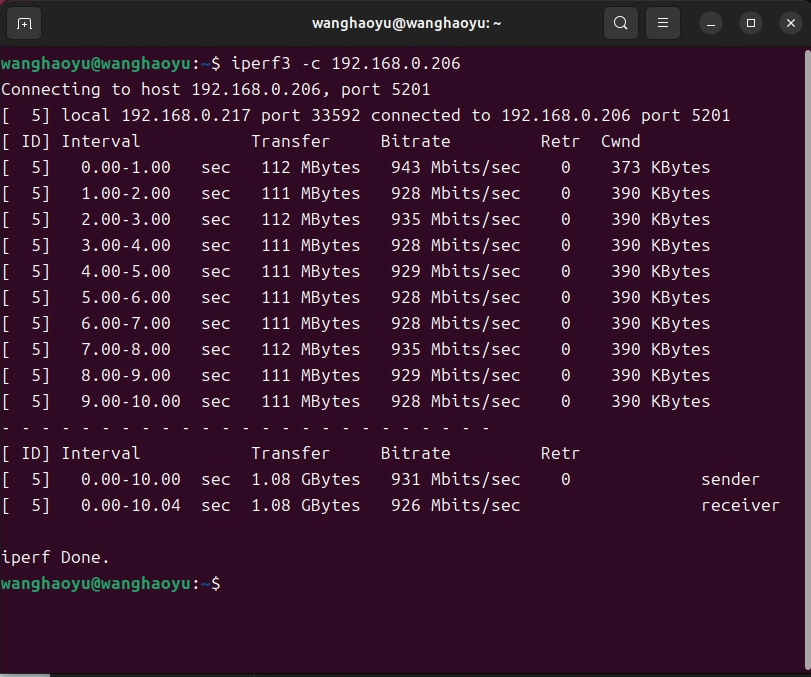 wanghaoyu@wanghaoyu: ~
wanghaoyu@wanghaoyu:~$ iperf3 -c 192.168.0.206
Connecting to host 192.168.0.206, port 5201
[  5] local 192.168.0.217 port 33592 connected to 192.168.0.206 port 5201
[ ID] Interval           Transfer     Bitrate         Retr  Cwnd
[  5]   0.00-1.00   sec   112 MBytes   943 Mbits/sec    0    373 KBytes
[  5]   1.00-2.00   sec   111 MBytes   928 Mbits/sec    0    390 KBytes
[  5]   2.00-3.00   sec   112 MBytes   935 Mbits/sec    0    390 KBytes
[  5]   3.00-4.00   sec   111 MBytes   928 Mbits/sec    0    390 KBytes
[  5]   4.00-5.00   sec   111 MBytes   929 Mbits/sec    0    390 KBytes
[  5]   5.00-6.00   sec   111 MBytes   928 Mbits/sec    0    390 KBytes
[  5]   6.00-7.00   sec   111 MBytes   928 Mbits/sec    0    390 KBytes
[  5]   7.00-8.00   sec   112 MBytes   935 Mbits/sec    0    390 KBytes
[  5]   8.00-9.00   sec   111 MBytes   929 Mbits/sec    0    390 KBytes
[  5]   9.00-10.00  sec   111 MBytes   928 Mbits/sec    0    390 KBytes
- - - - - - - - - - - - - - - - - - - - - - - - -
[ ID] Interval           Transfer     Bitrate         Retr
[  5]   0.00-10.00  sec  1.08 GBytes   931 Mbits/sec    0             sender
[  5]   0.00-10.04  sec  1.08 GBytes   926 Mbits/sec                  receiver
iperf Done.
wanghaoyu@wanghaoyu:~$